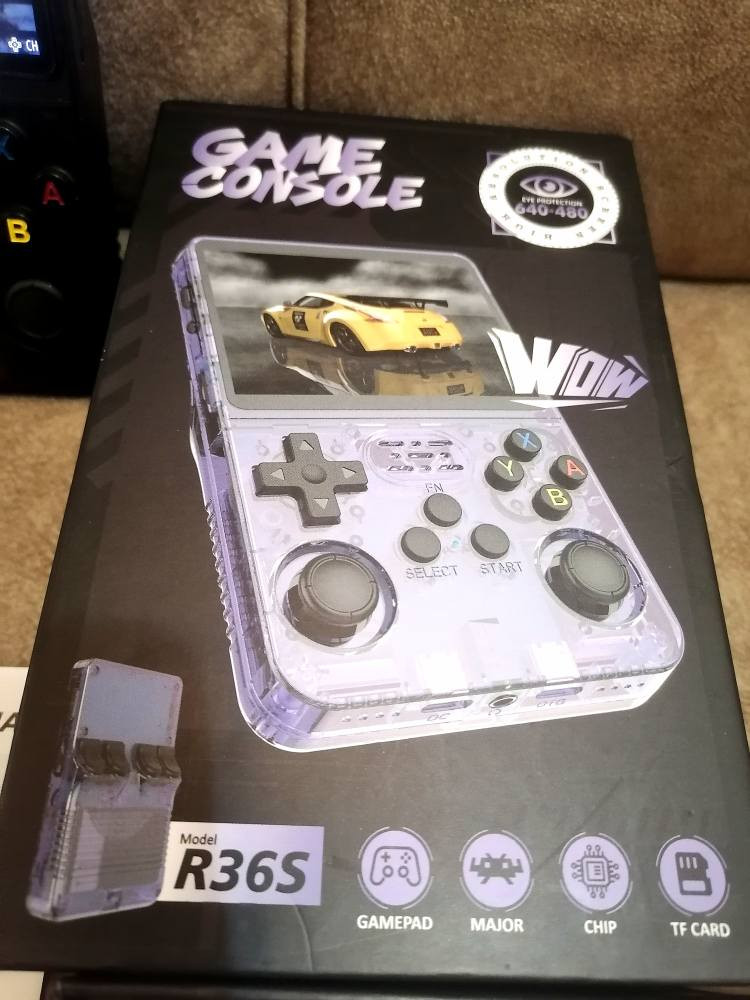 CH
X
A
B
GAME
CONSOLE
EYE PROTECTION
640-480
WOW
X
Y
A
B
FN
SELECT
START
DC
OTG
Model
R36S
GAMEPAD
MAJOR
CHIP
TF CARD